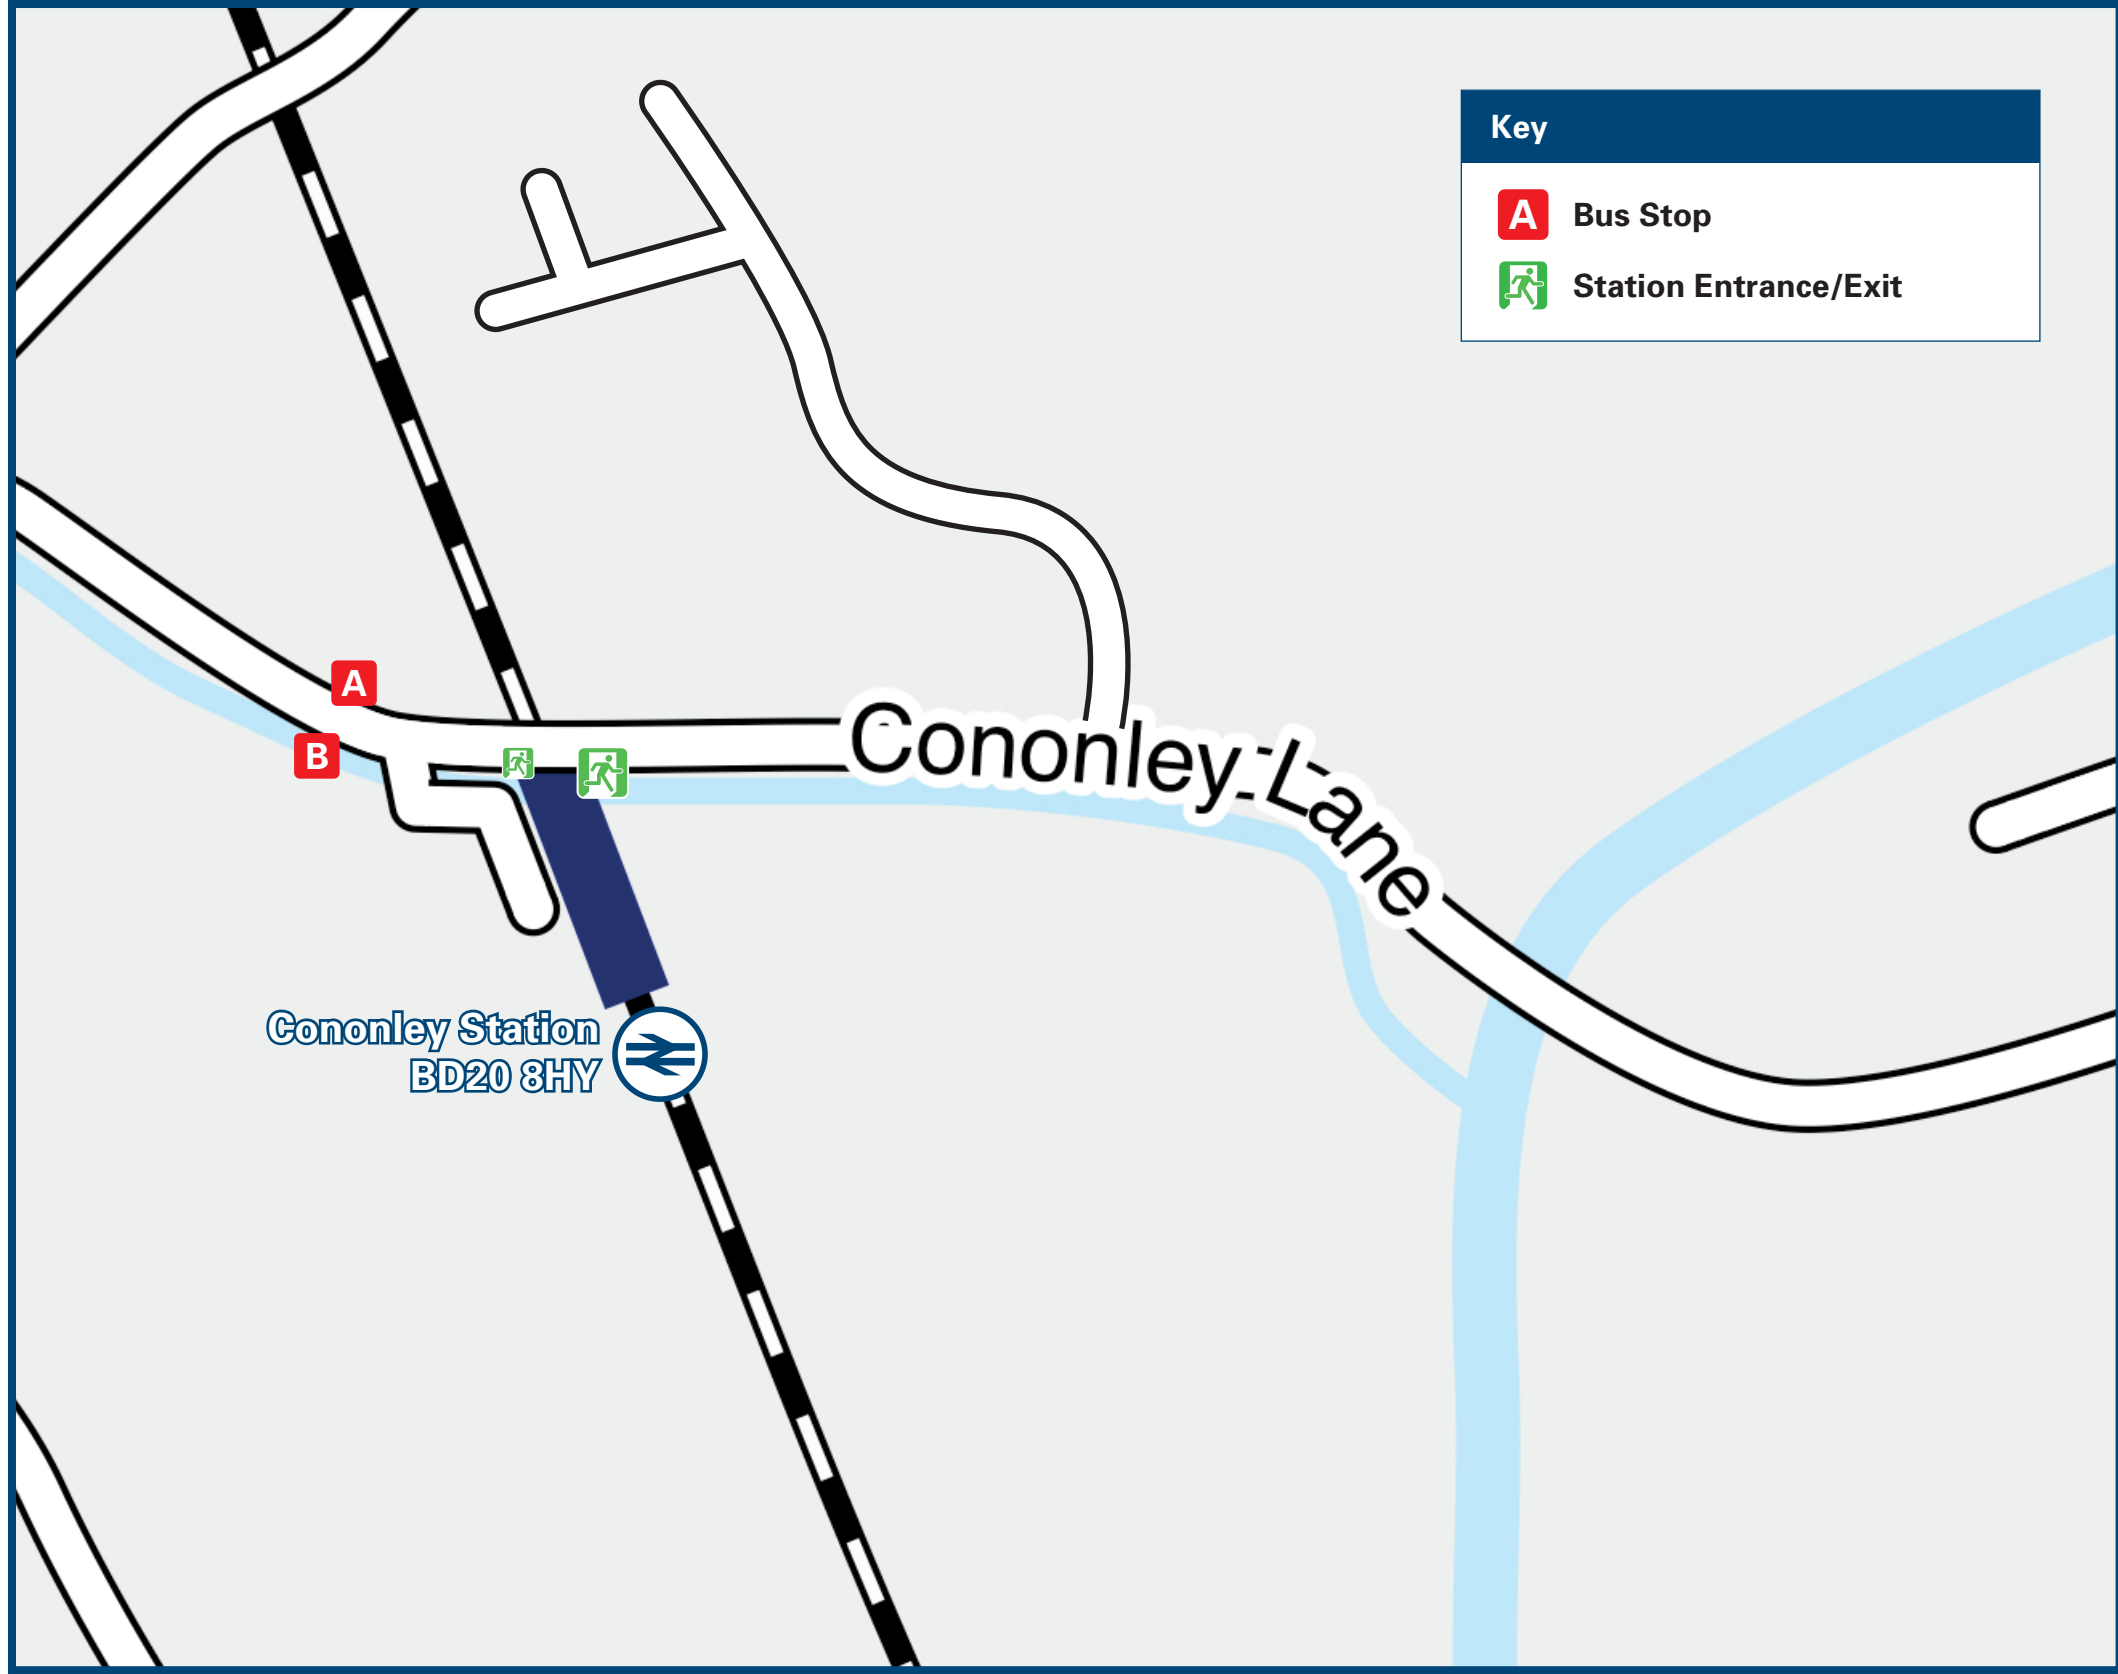 Key
A Bus Stop
Station Entrance/Exit
A
B
Cononley Lane
Cononley Station
BD20 8HY